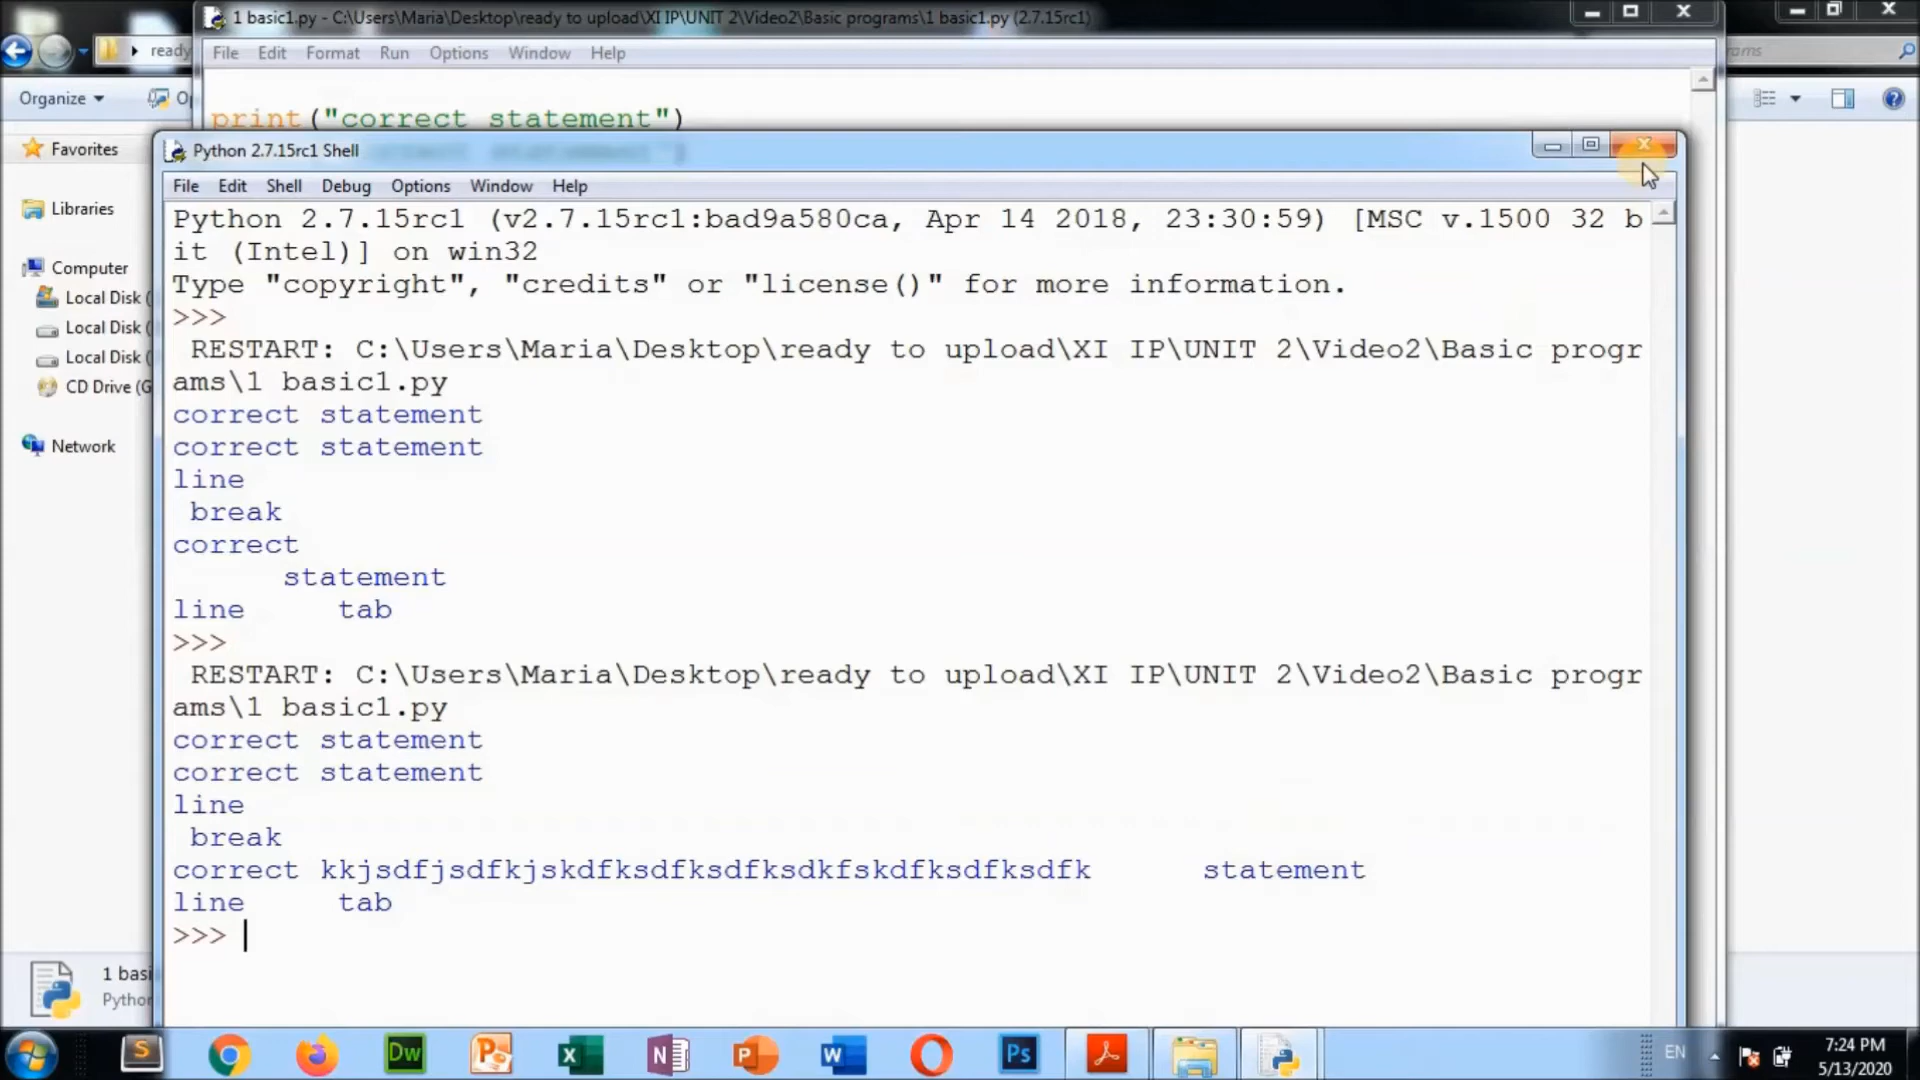 1 basic1.py - C:\Users\Maria\Desktop\ready to upload\XI IP\UNIT 2\Video2\Basic programs\1 basic1.py (2.7.15rc1)
ready
File Edit Format Run Options Window Help
Organize
print("correct statement")
Favorites
Python 2.7.15rc1 Shell
File Edit Shell Debug Options Window Help
Python 2.7.15rc1 (v2.7.15rc1:bad9a580ca, Apr 14 2018, 23:30:59) [MSC v.1500 32 b
it (Intel)] on win32
Type "copyright", "credits" or "license()" for more information.
>>>
RESTART: C:\Users\Maria\Desktop\ready to upload\XI IP\UNIT 2\Video2\Basic progr
ams\1 basic1.py
correct statement
correct statement
line
break
correct
statement
line tab
>>>
RESTART: C:\Users\Maria\Desktop\ready to upload\XI IP\UNIT 2\Video2\Basic progr
ams\1 basic1.py
correct statement
correct statement
line
break
correct kkjsdfjsdfkjskdfksdfksdfksdkfskdfksdfksdfk statement
line tab
>>>
Libraries
Computer
Local Disk (
Local Disk (
Local Disk (
CD Drive (G
Network
1 basi
Python
Dw
Ps
EN
7:24 PM
5/13/2020